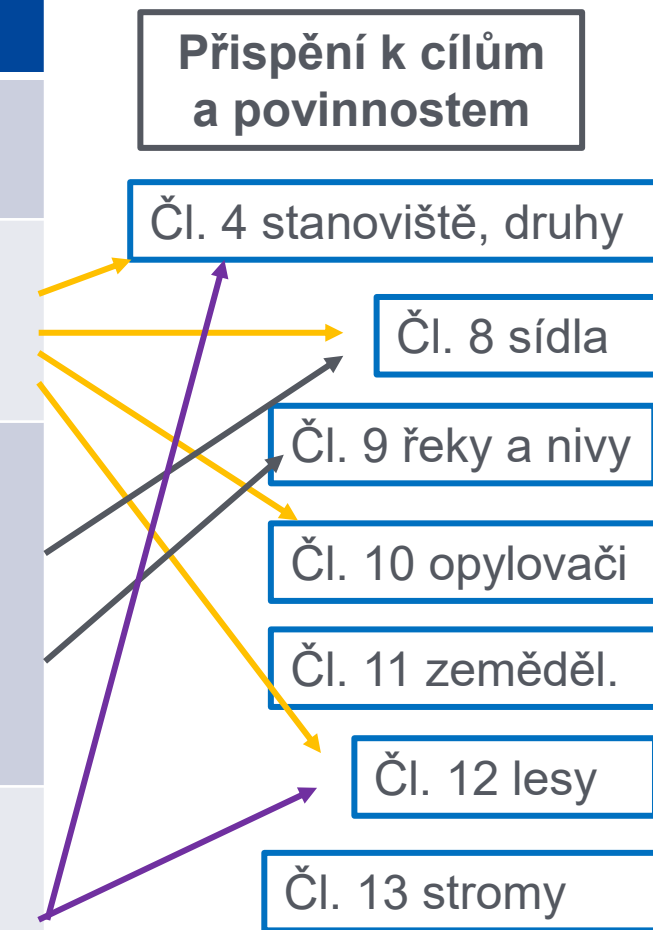 Přispění k cílům
a povinnostem
Čl. 4 stanoviště, druhy
Čl. 8 sídla
Čl. 9 řeky a nivy
Čl. 10 opylovači
Čl. 11 zeměděl.
Čl. 12 lesy
Čl. 13 stromy